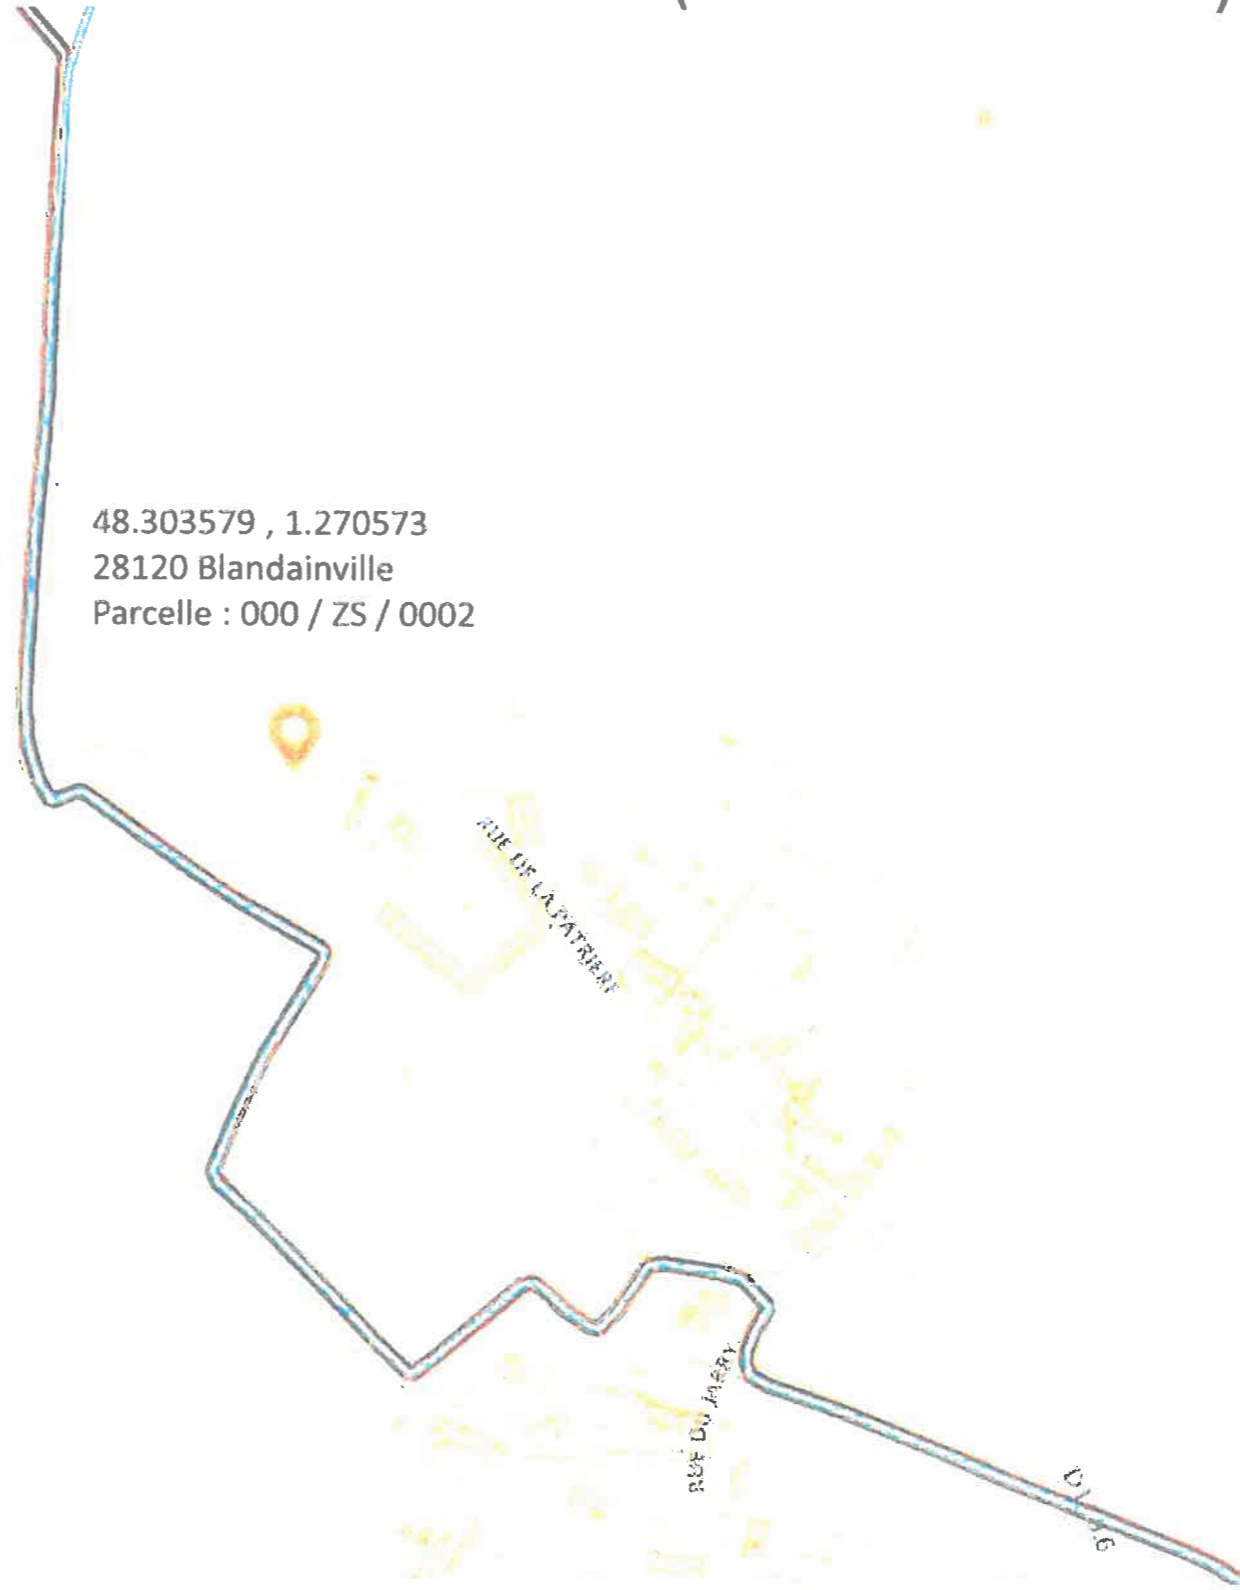 48.303579 , 1.270573
28120 Blandainville
Parcelle : 000 / ZS / 0002
RUE DE LA PATRIERE
RUE DU JARRY